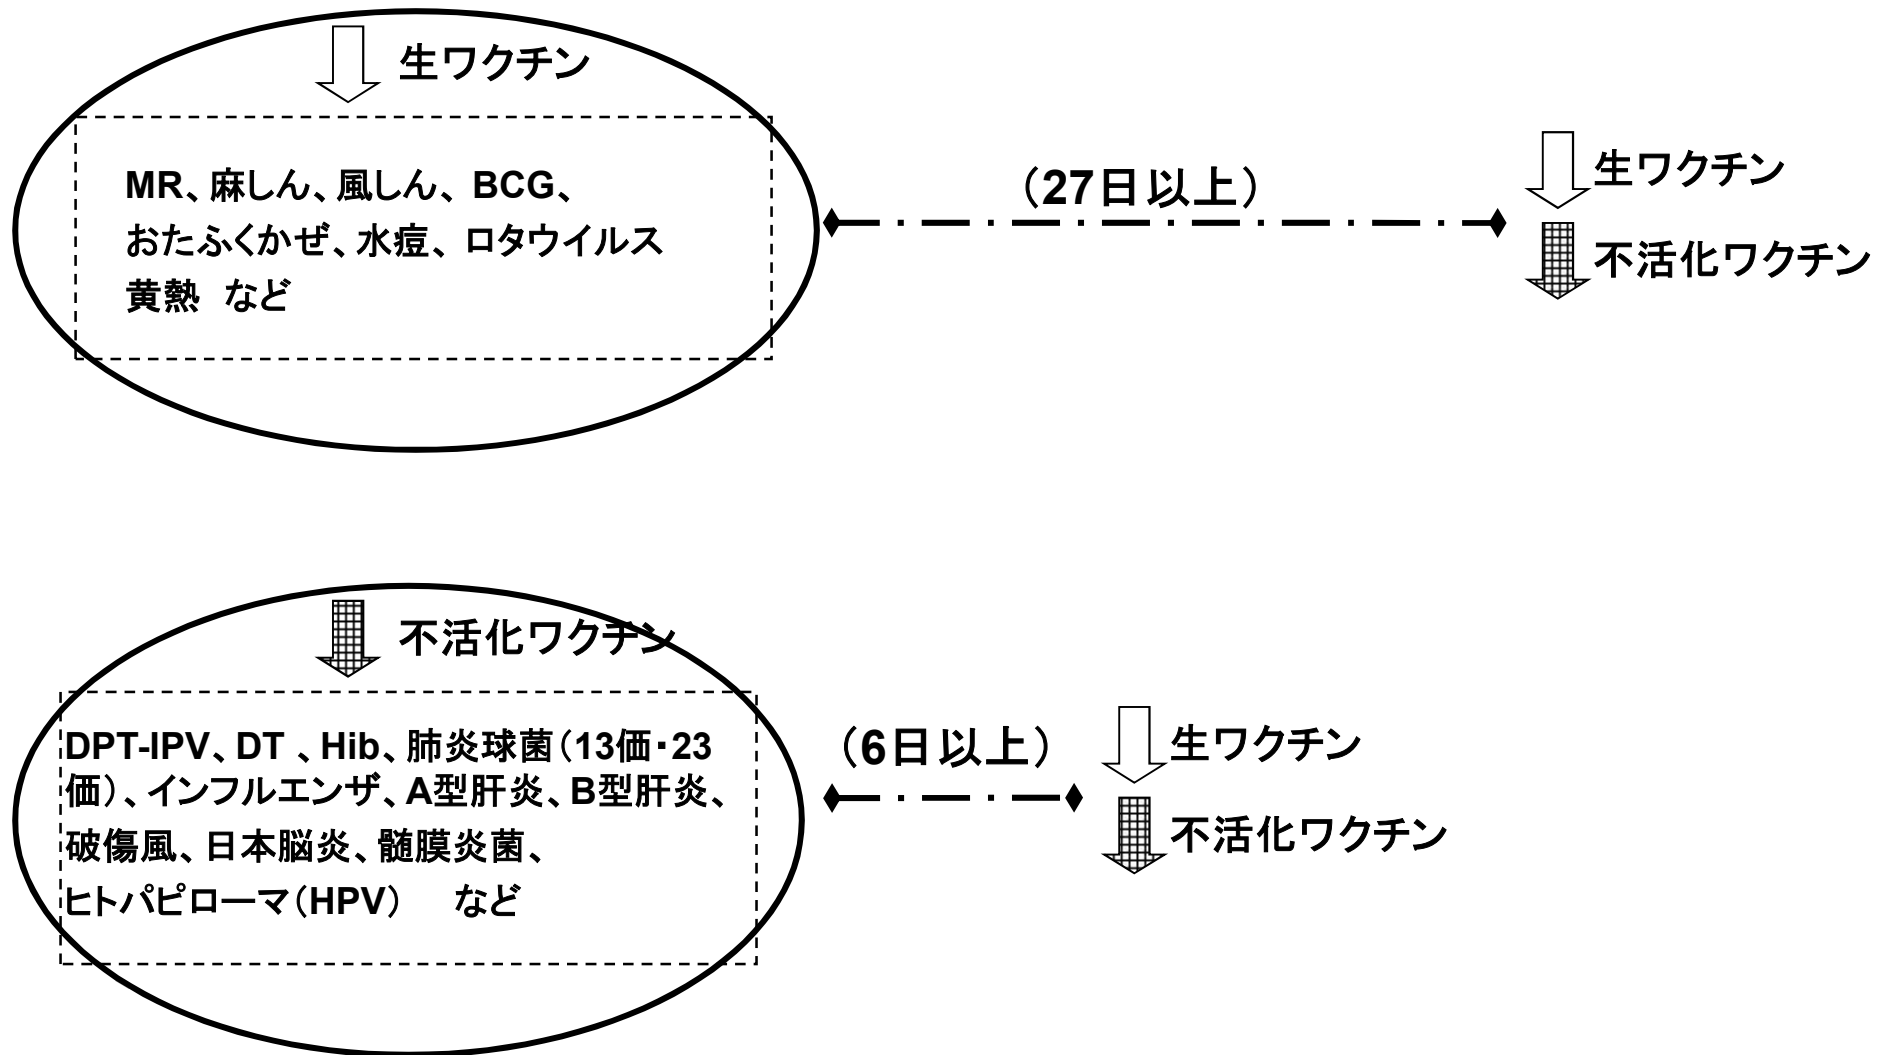 生ワクチン
MR、麻しん、風しん、BCG、
おたふくかぜ、水痘、ロタウイルス
黄熱 など
（27日以上）
生ワクチン
不活化ワクチン
不活化ワクチン
DPT-IPV、DT 、Hib、肺炎球菌（13価・23
価）、インフルエンザ、A型肝炎、B型肝炎、
破傷風、日本脳炎、髄膜炎菌、
ヒトパピローマ（HPV） など
（6日以上）
生ワクチン
不活化ワクチン